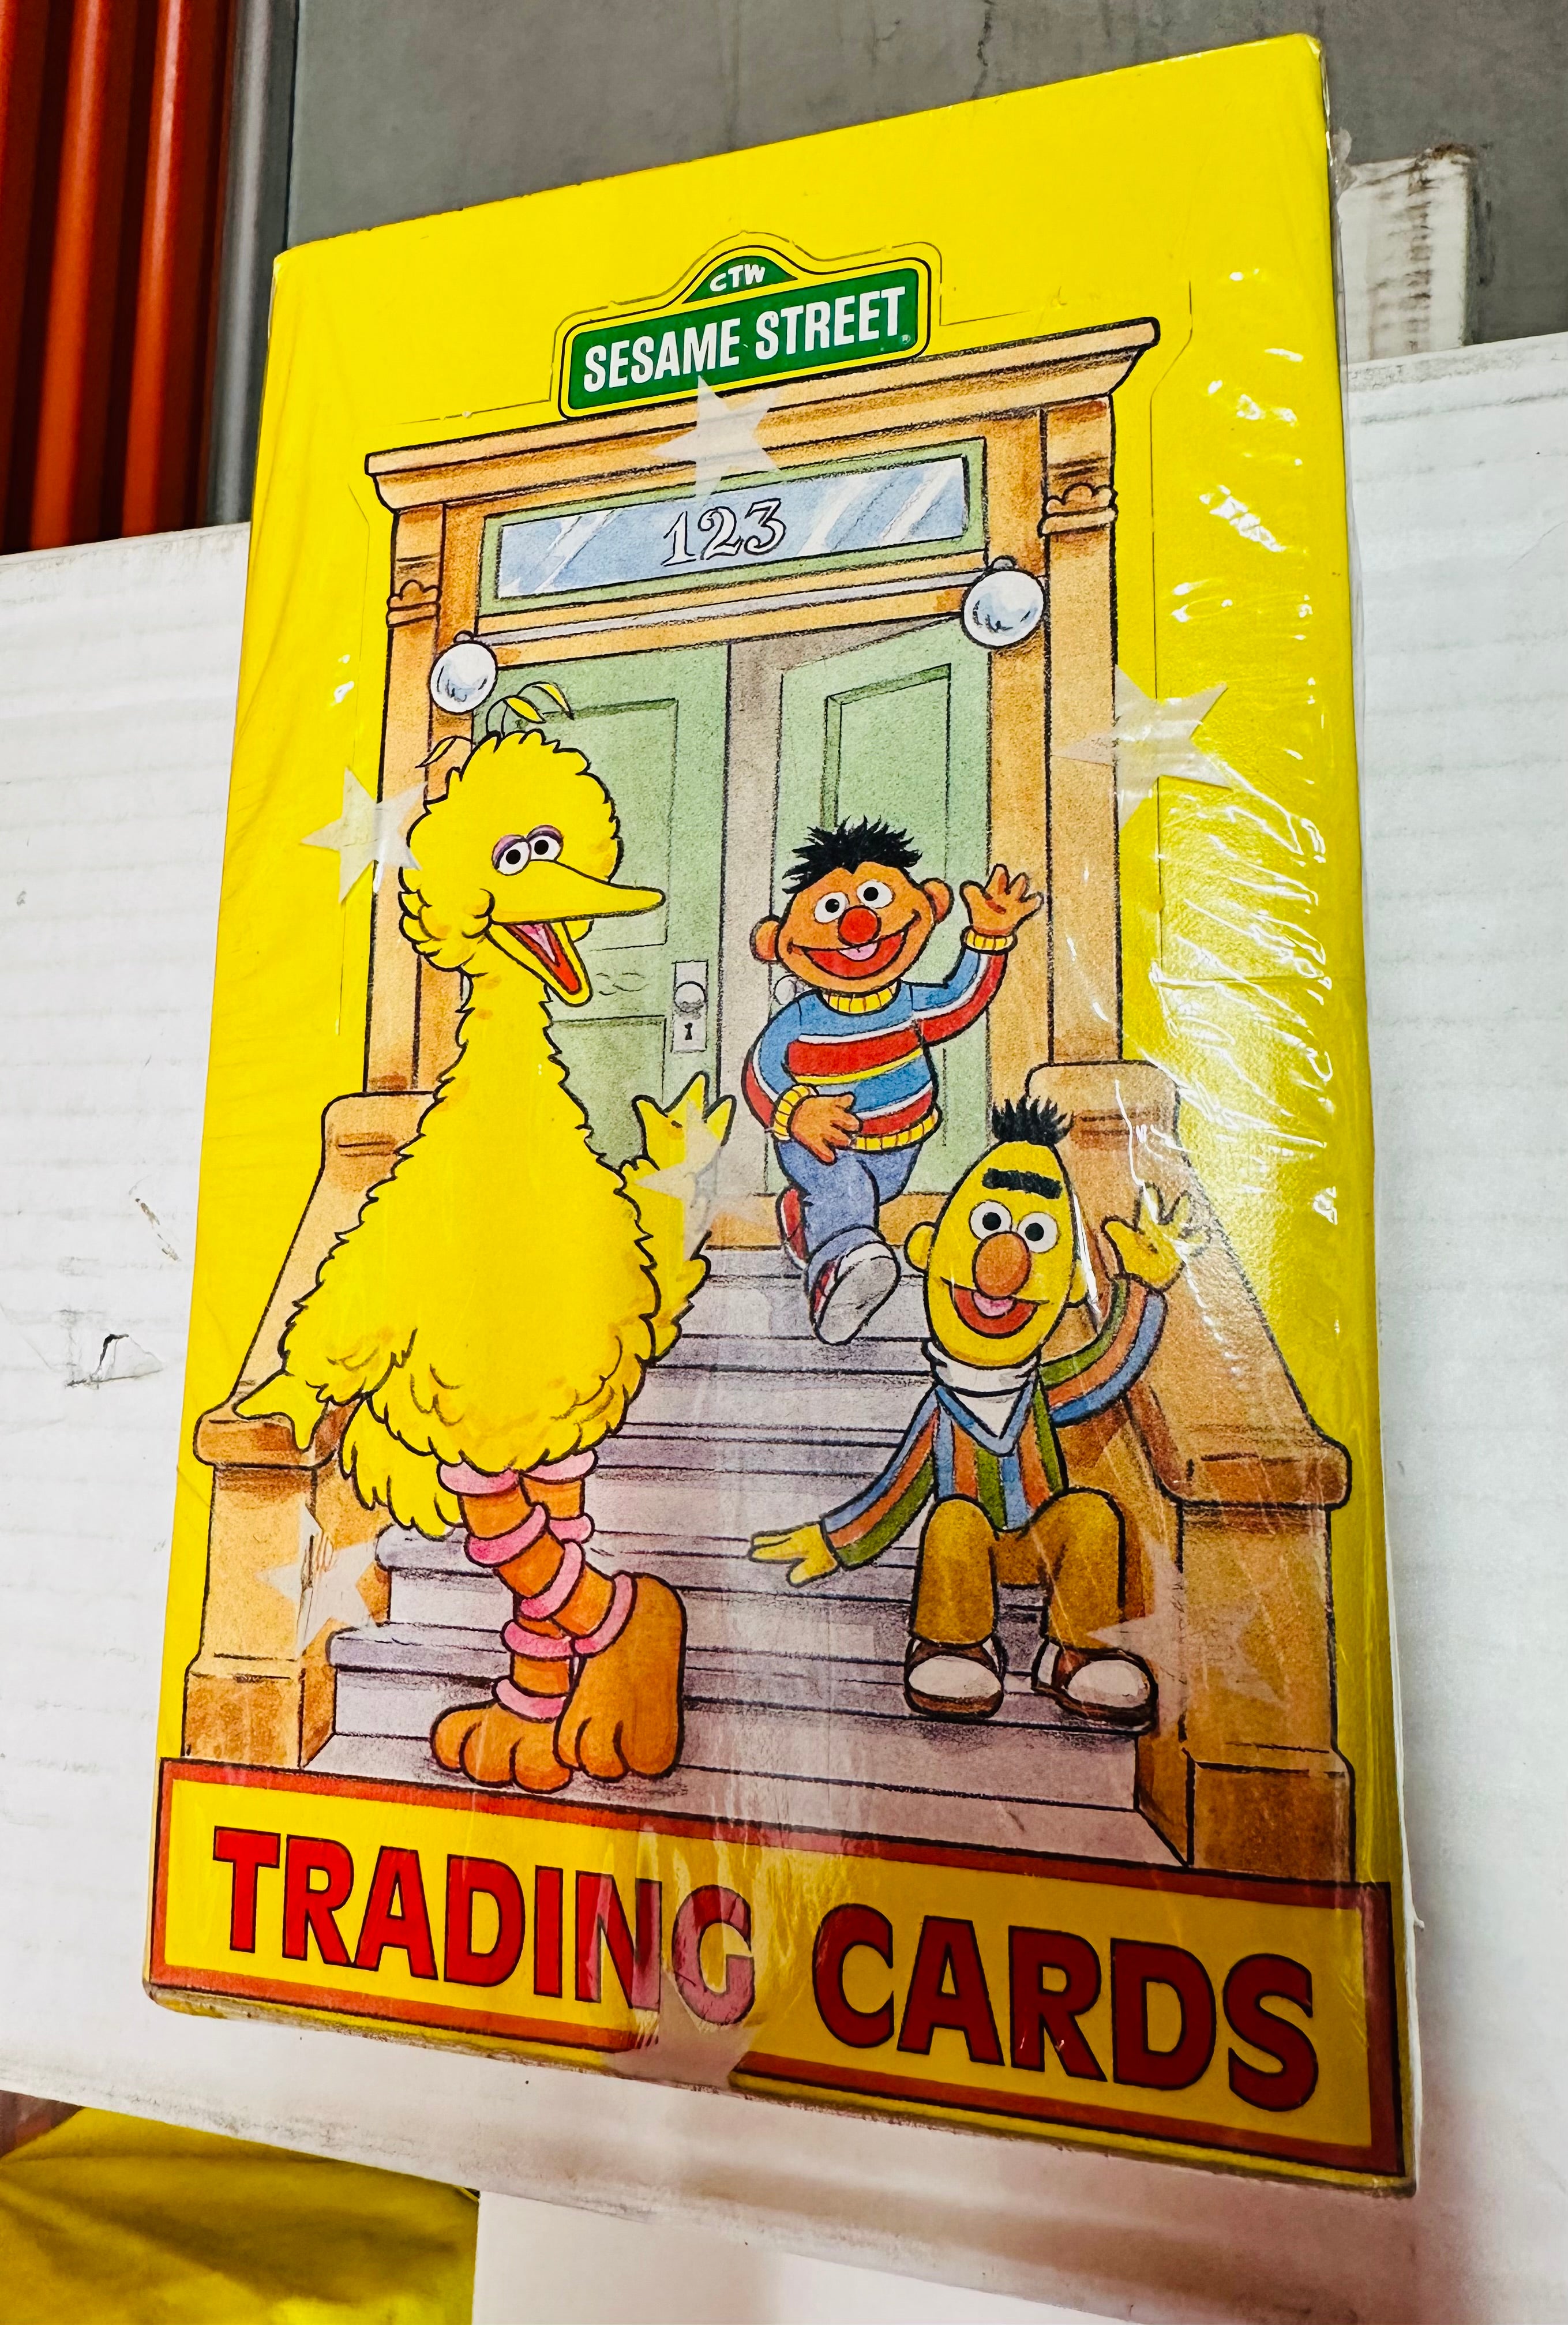 CTW
SESAME STREET®
123
TRADING CARDS